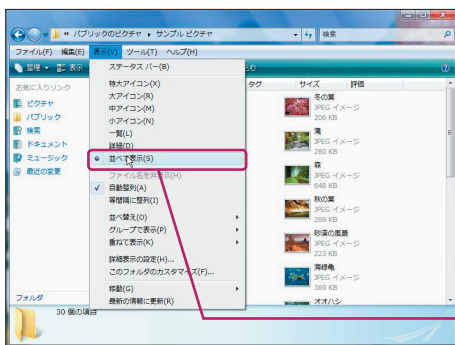 « パブリックのピクチャ ▸ サンプル ピクチャ
検索
ファイル(F) 編集(E) 表示(V) ツール(T) ヘルプ(H)
整理 表示
お気に入りリンク
ピクチャ
パブリック
検索
ドキュメント
ミュージック
最近の変更
フォルダ
ステータス バー(B)
特大アイコン(X)
大アイコン(R)
中アイコン(M)
小アイコン(N)
一覧(L)
詳細(D)
並べて表示(S)
ファイル名を非表示(H)
自動整列(A)
等間隔に整列(I)
並べ替え(O)
グループで表示(P)
重ねて表示(K)
詳細表示の設定(H)...
このフォルダのカスタマイズ(F)...
移動(G)
最新の情報に更新(R)
タグ サイズ 評価
冬の葉
JPEG イメージ
206 KB
滝
JPEG イメージ
280 KB
森
JPEG イメージ
648 KB
秋の葉
JPEG イメージ
269 KB
砂漠の風景
JPEG イメージ
223 KB
海緑亀
JPEG イメージ
369 KB
オオハシ
30 個の項目